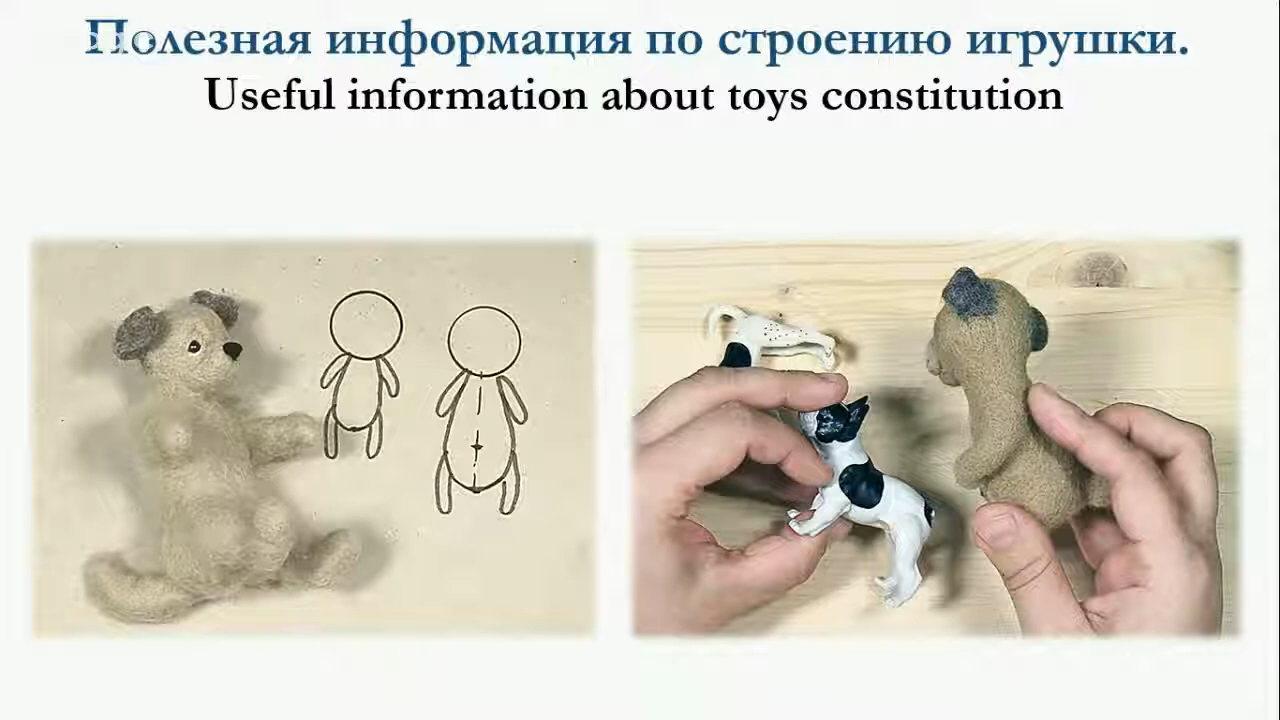 Полезная информация по строению игрушки.
Useful information about toys constitution